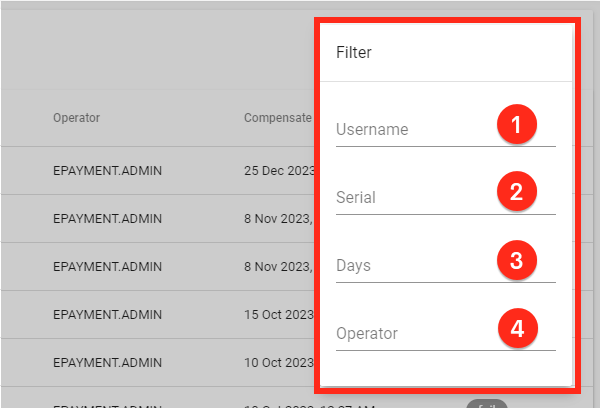 Filter
Operator Compensate
Username 1
EPAYMENT.ADMIN 25 Dec 2023
Serial 2
EPAYMENT.ADMIN 8 Nov 2023,
EPAYMENT.ADMIN 8 Nov 2023,
Days 3
EPAYMENT.ADMIN 15 Oct 2023
Operator 4
EPAYMENT.ADMIN 10 Oct 2023